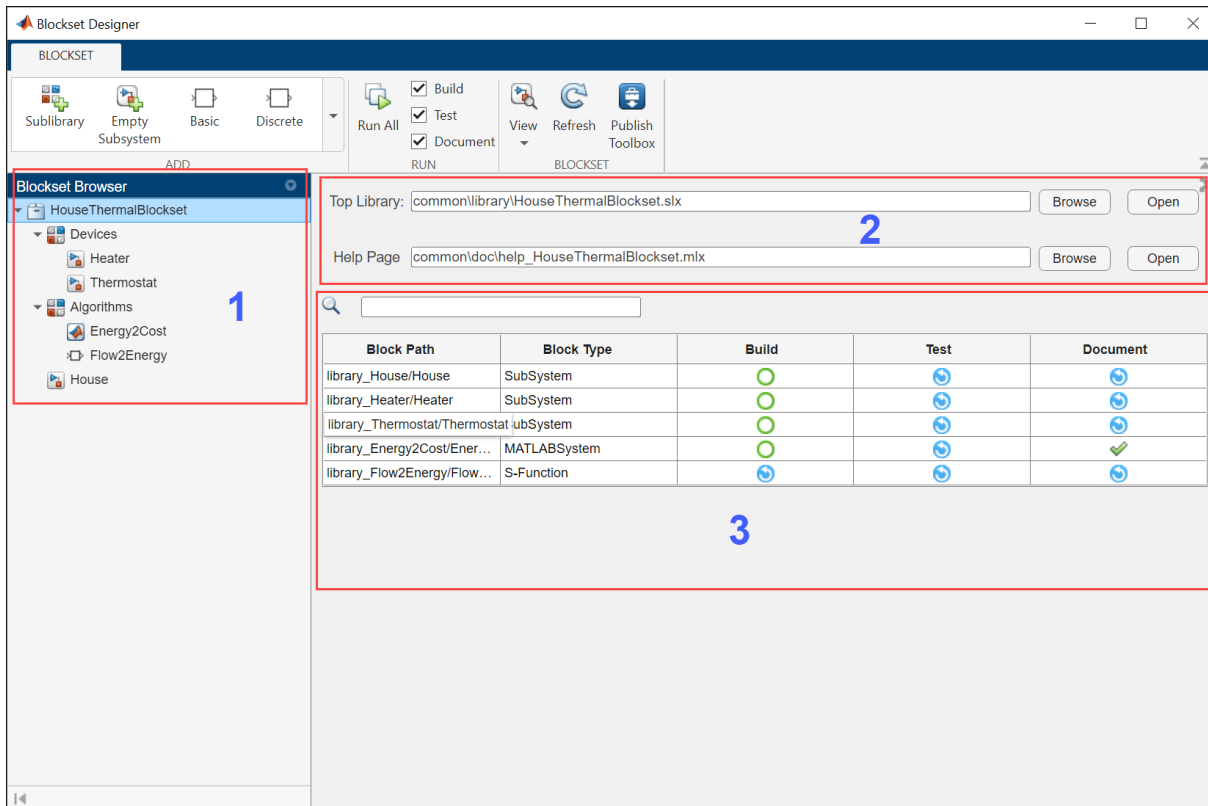 Blockset Designer
BLOCKSET
Sublibrary
Empty Subsystem
Basic
Discrete
ADD
Run All
Build
Test
Document
RUN
View
Refresh
Publish Toolbox
BLOCKSET
Blockset Browser
HouseThermalBlockset
Devices
Heater
Thermostat
Algorithms
Energy2Cost
Flow2Energy
House
1
Top Library: common\library\HouseThermalBlockset.slx Browse Open
2
Help Page common\doc\help_HouseThermalBlockset.mlx Browse Open
Block Path Block Type Build Test Document
library_House/House SubSystem
library_Heater/Heater SubSystem
library_Thermostat/Thermostat ubSystem
library_Energy2Cost/Ener... MATLABSystem
library_Flow2Energy/Flow... S-Function
3